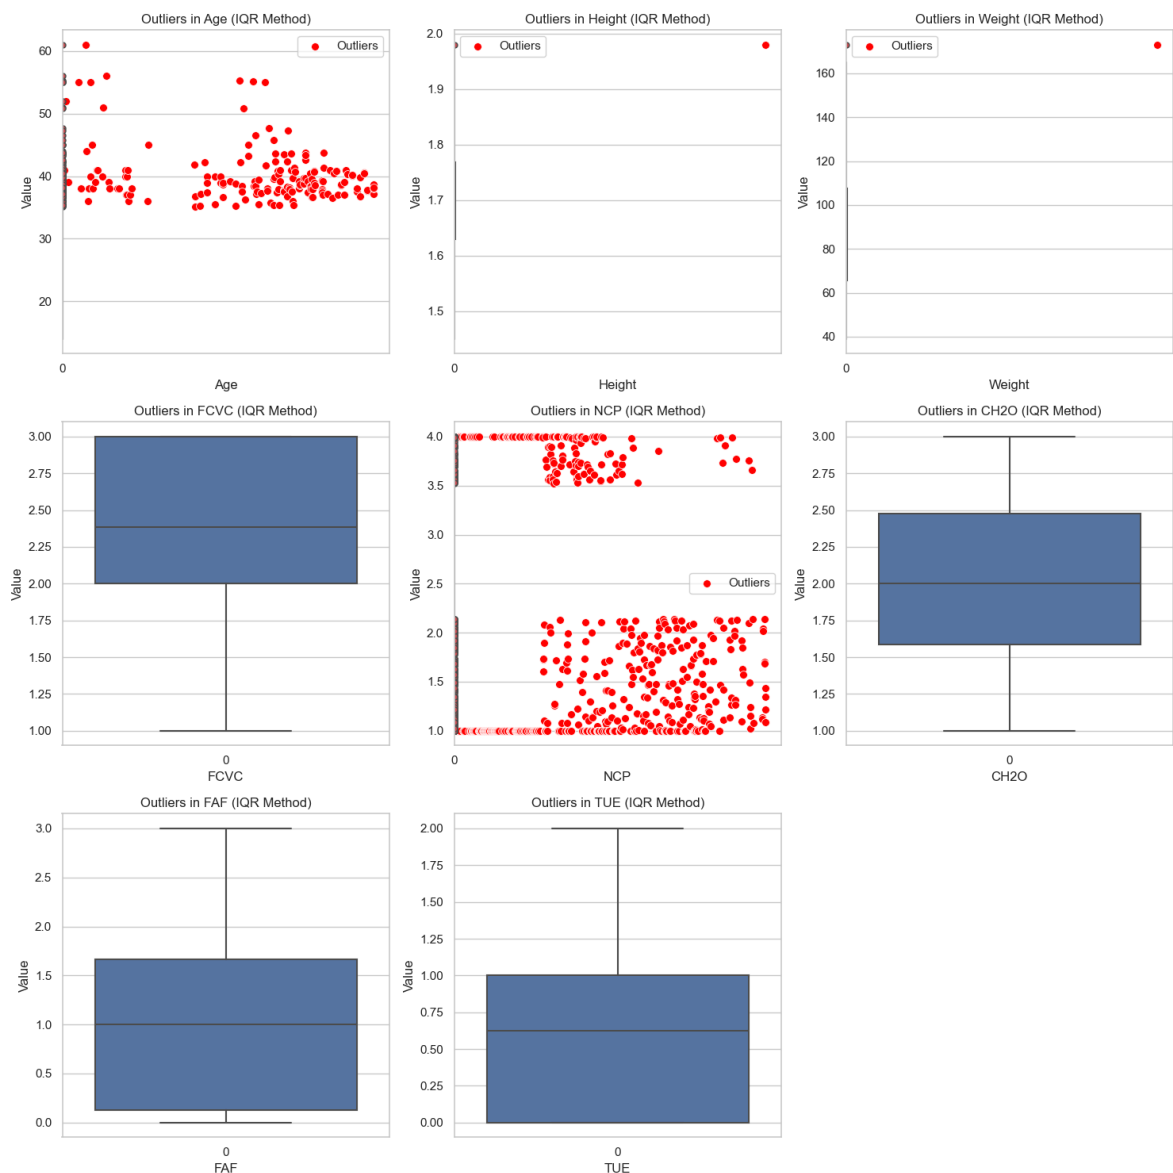 Outliers in Age (IQR Method)
Outliers
60
50
40
30
20
Value
0
Age
Outliers in Height (IQR Method)
Outliers
2.0
1.9
1.8
1.7
1.6
1.5
Value
0
Height
Outliers in Weight (IQR Method)
Outliers
160
140
120
100
80
60
40
Value
0
Weight
Outliers in FCVC (IQR Method)
3.00
2.75
2.50
2.25
2.00
1.75
1.50
1.25
1.00
Value
0
FCVC
Outliers in NCP (IQR Method)
4.0
3.5
3.0
2.5
2.0
1.5
1.0
Outliers
Value
0
NCP
Outliers in CH2O (IQR Method)
3.00
2.75
2.50
2.25
2.00
1.75
1.50
1.25
1.00
Value
0
CH2O
Outliers in FAF (IQR Method)
3.0
2.5
2.0
1.5
1.0
0.5
0.0
Value
0
FAF
Outliers in TUE (IQR Method)
2.00
1.75
1.50
1.25
1.00
0.75
0.50
0.25
0.00
Value
0
TUE